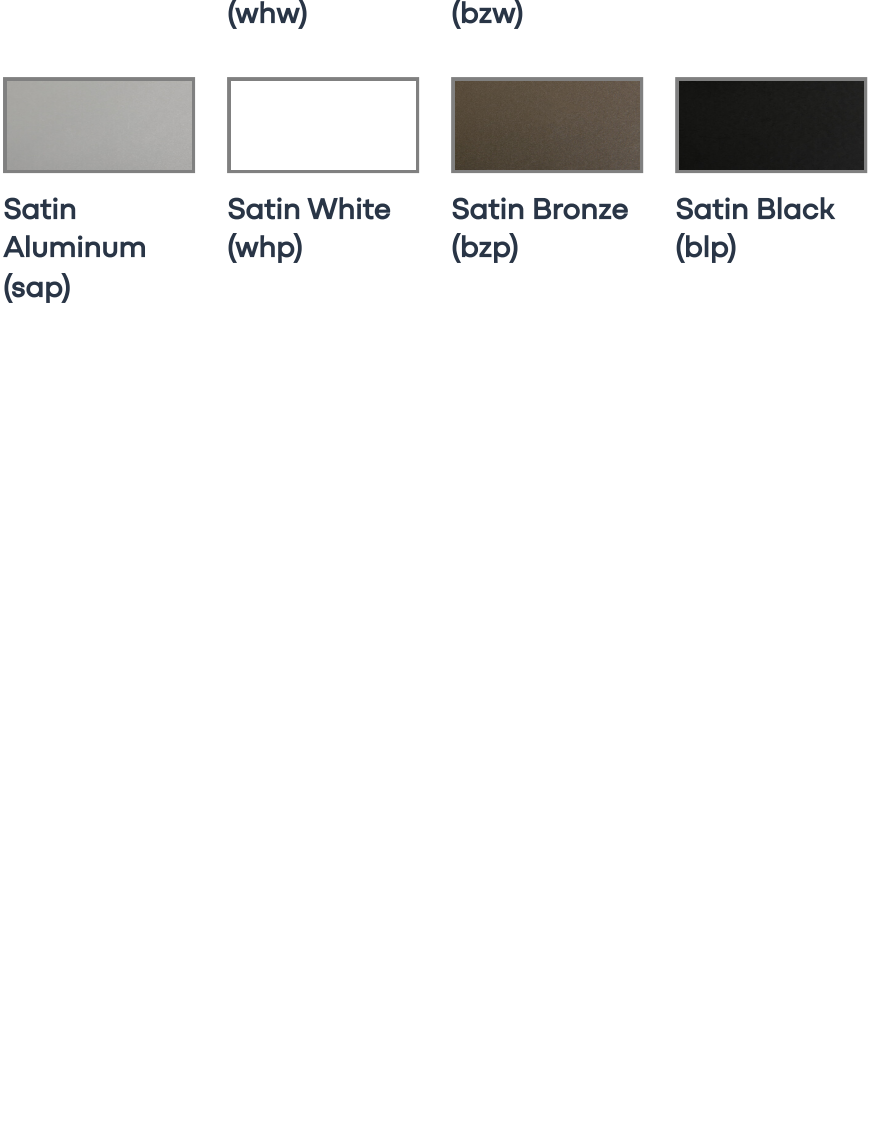 (whw)
(bzw)
Satin
Aluminum
(sap)
Satin White
(whp)
Satin Bronze
(bzp)
Satin Black
(blp)